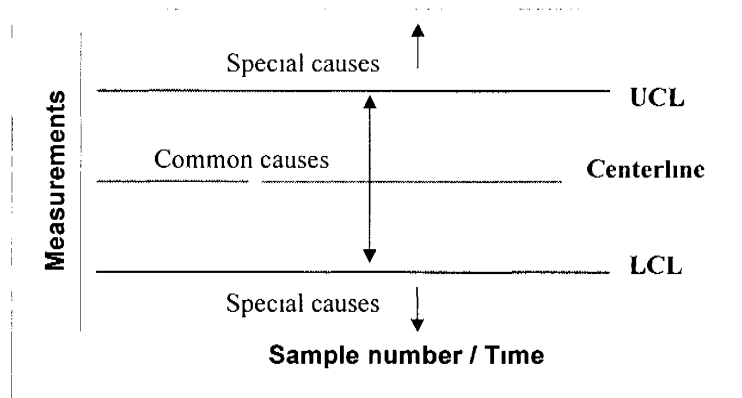 Special causes
UCL
Common causes
Centerline
Measurements
LCL
Special causes
Sample number / Time